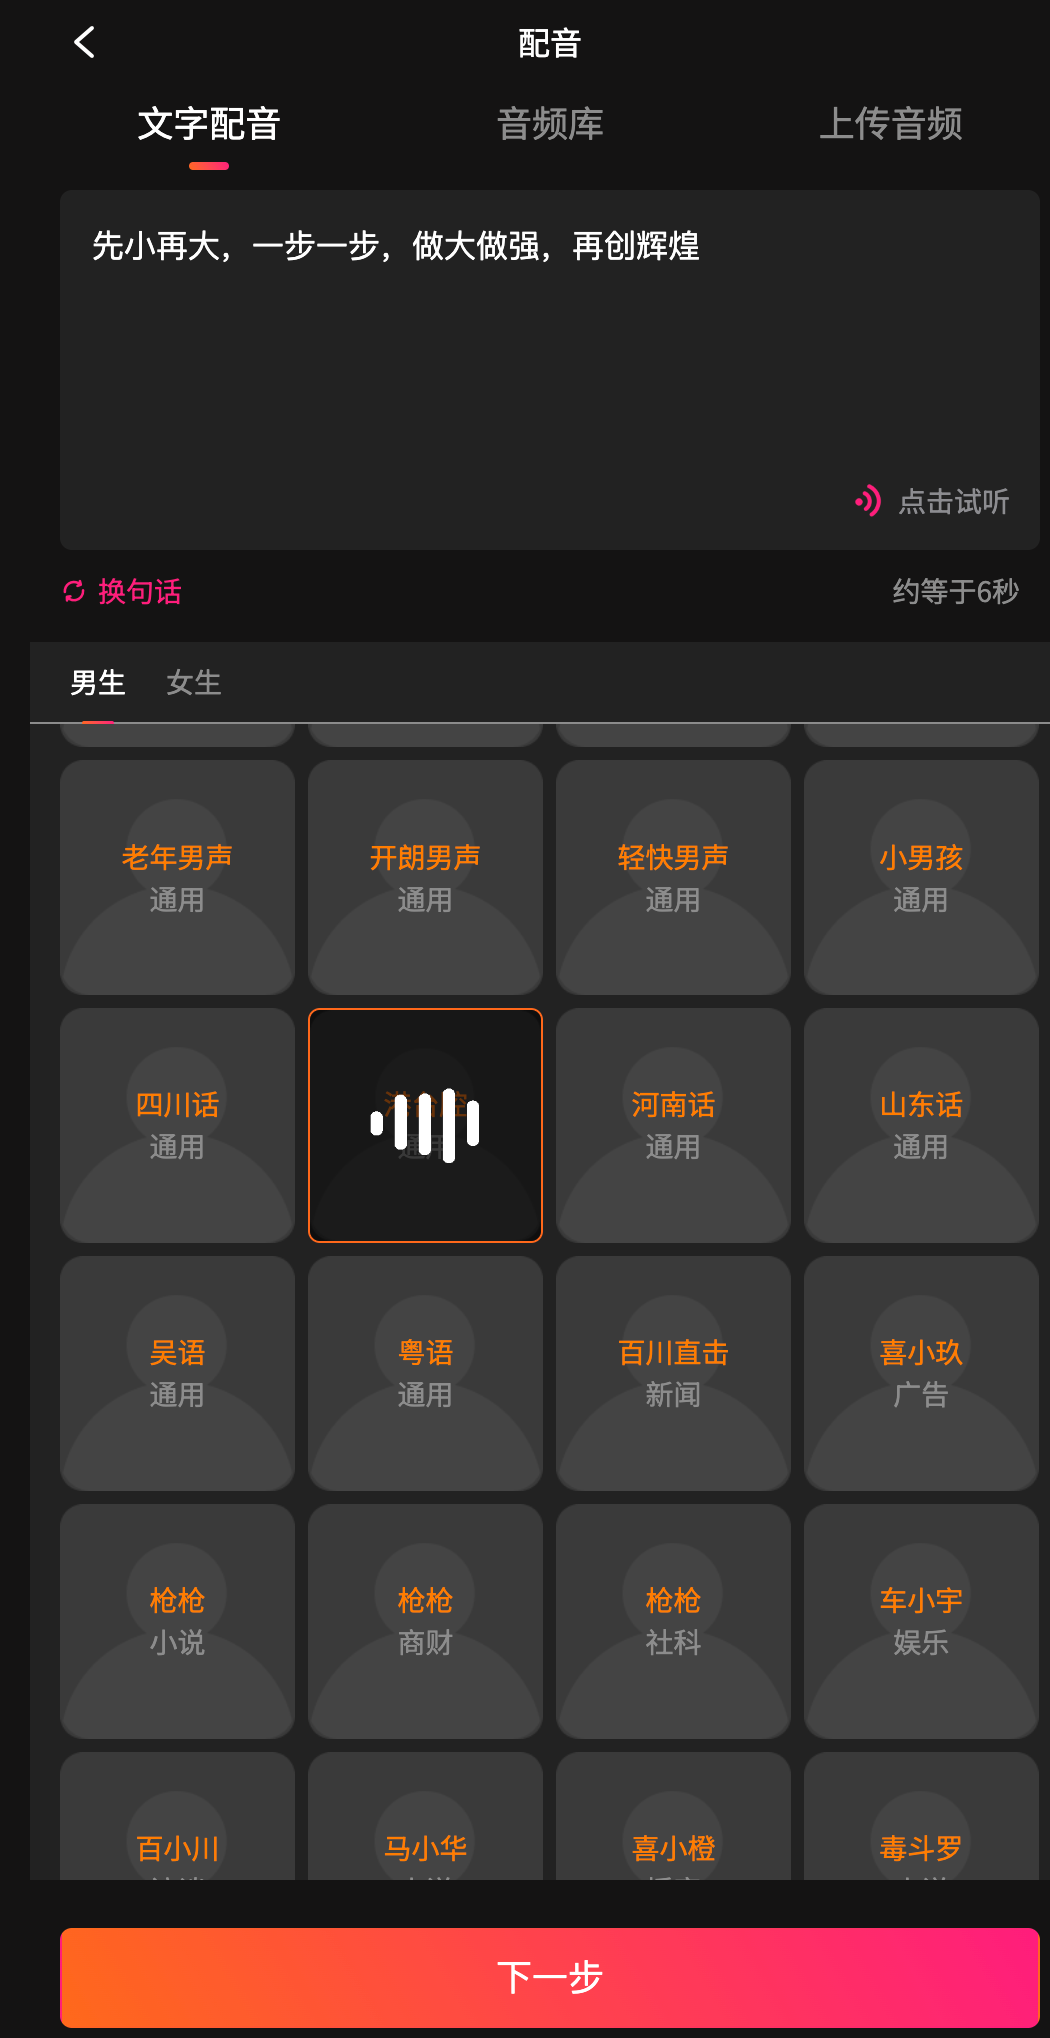 配音
文字配音 音频库 上传音频
先小再大，一步一步，做大做强，再创辉煌
点击试听
换句话 约等于6秒
男生 女生
老年男声 开朗男声 轻快男声 小男孩
通用 通用 通用 通用
四川话 港台腔 河南话 山东话
通用 通用 通用 通用
吴语 粤语 百川直击 喜小玖
通用 通用 新闻 广告
枪枪 枪枪 枪枪 车小宇
小说 商财 社科 娱乐
百小川 马小华 喜小橙 毒斗罗
下一步